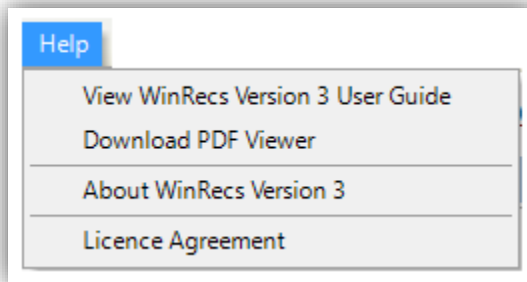 Help
View WinRecs Version 3 User Guide
Download PDF Viewer
About WinRecs Version 3
Licence Agreement